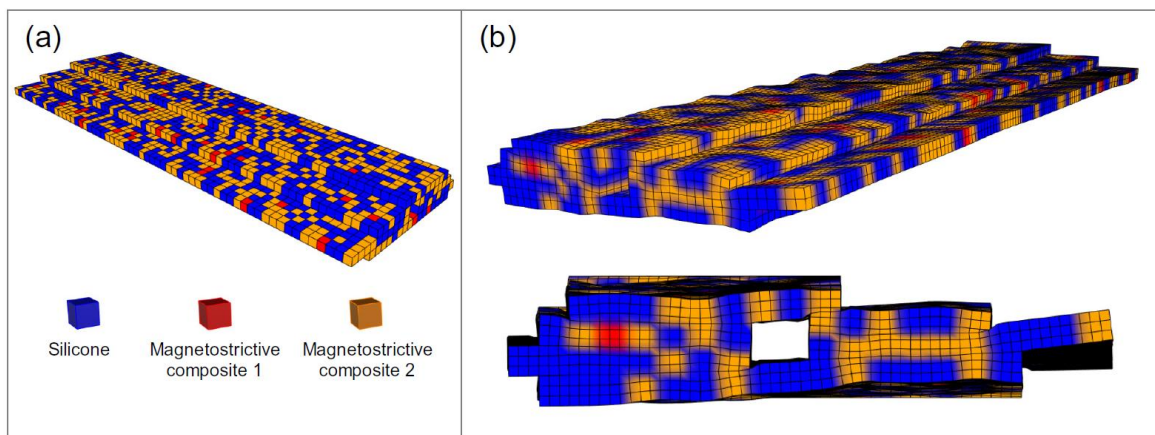 (a)
(b)
Silicone
Magnetostrictive
composite 1
Magnetostrictive
composite 2